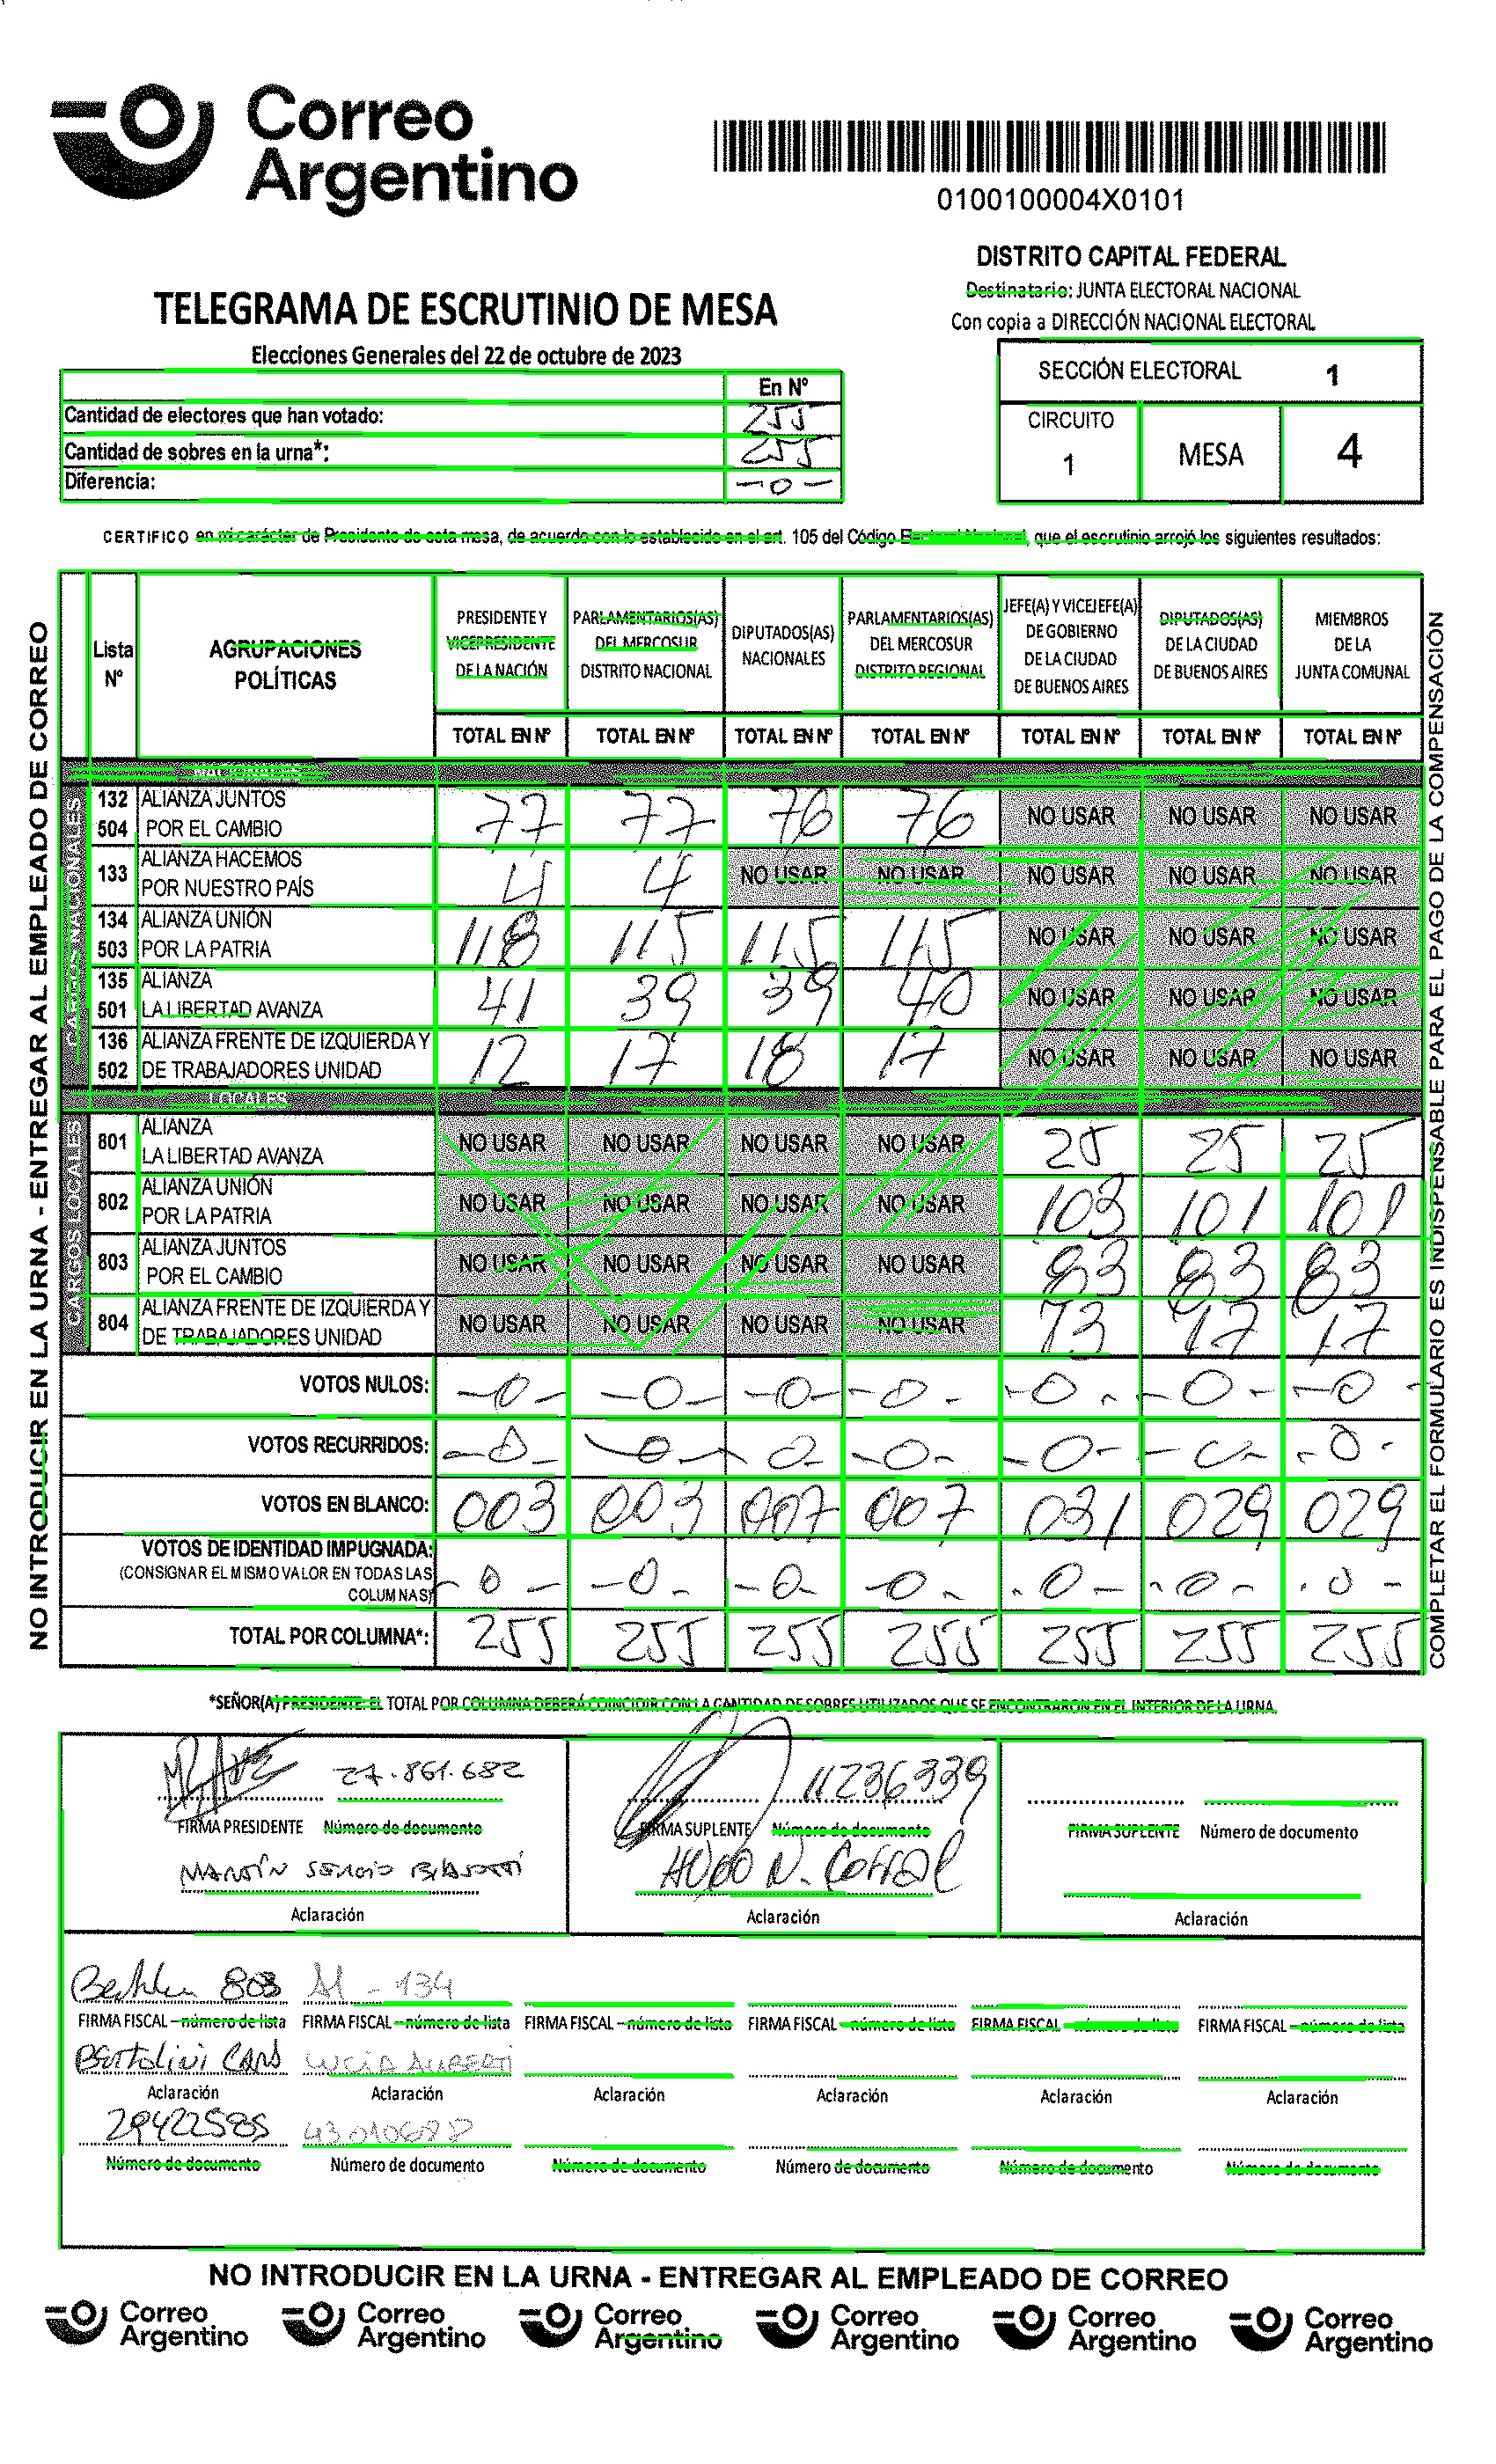 Correo
Argentino
0100100004X0101
DISTRITO CAPITAL FEDERAL
Destinatario: JUNTA ELECTORAL NACIONAL
Con copia a DIRECCIÓN NACIONAL ELECTORAL
TELEGRAMA DE ESCRUTINIO DE MESA
Elecciones Generales del 22 de octubre de 2023
En Nº
Cantidad de electores que han votado: 255
Cantidad de sobres en la urna*: 255
Diferencia: -0-
SECCIÓN ELECTORAL 1
CIRCUITO
1
MESA 4
CERTIFICO en mi carácter de Presidente de esta mesa, de acuerdo con lo establecido en el art. 105 del Código Electoral Nacional, que el escrutinio arrojó los siguientes resultados:
NO INTRODUCIR EN LA URNA - ENTREGAR AL EMPLEADO DE CORREO
COMPLETAR EL FORMULARIO ES INDISPENSABLE PARA EL PAGO DE LA COMPENSACIÓN
Lista Nº
AGRUPACIONES POLÍTICAS
PRESIDENTE Y VICEPRESIDENTE DE LA NACIÓN
PARLAMENTARIOS(AS) DEL MERCOSUR DISTRITO NACIONAL
DIPUTADOS(AS) NACIONALES
PARLAMENTARIOS(AS) DEL MERCOSUR DISTRITO REGIONAL
JEFE(A) Y VICEJEFE(A) DE GOBIERNO DE LA CIUDAD DE BUENOS AIRES
DIPUTADOS(AS) DE LA CIUDAD DE BUENOS AIRES
MIEMBROS DE LA JUNTA COMUNAL
TOTAL EN Nº TOTAL EN Nº TOTAL EN Nº TOTAL EN Nº TOTAL EN Nº TOTAL EN Nº TOTAL EN Nº
NACIONALES
CARGOS NACIONALES
132 504 ALIANZA JUNTOS POR EL CAMBIO 77 77 76 76 NO USAR NO USAR NO USAR
133 ALIANZA HACEMOS POR NUESTRO PAÍS 4 4 NO USAR NO USAR NO USAR NO USAR NO USAR
134 503 ALIANZA UNIÓN POR LA PATRIA 118 115 115 115 NO USAR NO USAR NO USAR
135 501 ALIANZA LA LIBERTAD AVANZA 41 39 39 40 NO USAR NO USAR NO USAR
136 502 ALIANZA FRENTE DE IZQUIERDA Y DE TRABAJADORES UNIDAD 12 17 18 17 NO USAR NO USAR NO USAR
LOCALES
CARGOS LOCALES
801 ALIANZA LA LIBERTAD AVANZA NO USAR NO USAR NO USAR NO USAR 25 25 25
802 ALIANZA UNIÓN POR LA PATRIA NO USAR NO USAR NO USAR NO USAR 103 101 101
803 ALIANZA JUNTOS POR EL CAMBIO NO USAR NO USAR NO USAR NO USAR 83 83 83
804 ALIANZA FRENTE DE IZQUIERDA Y DE TRABAJADORES UNIDAD NO USAR NO USAR NO USAR NO USAR 13 17 17
VOTOS NULOS: -0- -0- -0- -0- -0- -0- -0-
VOTOS RECURRIDOS: -0- -0- -0- -0- -0- -0- -0-
VOTOS EN BLANCO: 003 003 007 007 031 029 029
VOTOS DE IDENTIDAD IMPUGNADA: -0- -0- -0- -0- -0- -0- -0-
(CONSIGNAR EL MISMO VALOR EN TODAS LAS COLUMNAS)
TOTAL POR COLUMNA*: 255 255 255 255 255 255 255
*SEÑOR(A) PRESIDENTE: EL TOTAL POR COLUMNA DEBERÁ COINCIDIR CON LA CANTIDAD DE SOBRES UTILIZADOS QUE SE ENCONTRARON EN EL INTERIOR DE LA URNA.
27.861.682 11236339
FIRMA PRESIDENTE Número de documento FIRMA SUPLENTE Número de documento FIRMA SUPLENTE Número de documento
MARTÍN SERGIO HUGO N. CORRAL
Aclaración Aclaración Aclaración
803 - 134
FIRMA FISCAL – número de lista FIRMA FISCAL – número de lista FIRMA FISCAL – número de lista FIRMA FISCAL – número de lista FIRMA FISCAL – número de lista FIRMA FISCAL – número de lista
Bertolini LUCÍA ALIBERTI
Aclaración Aclaración Aclaración Aclaración Aclaración Aclaración
29422585
Número de documento Número de documento Número de documento Número de documento Número de documento Número de documento
NO INTRODUCIR EN LA URNA - ENTREGAR AL EMPLEADO DE CORREO
Correo Argentino Correo Argentino Correo Argentino Correo Argentino Correo Argentino Correo Argentino